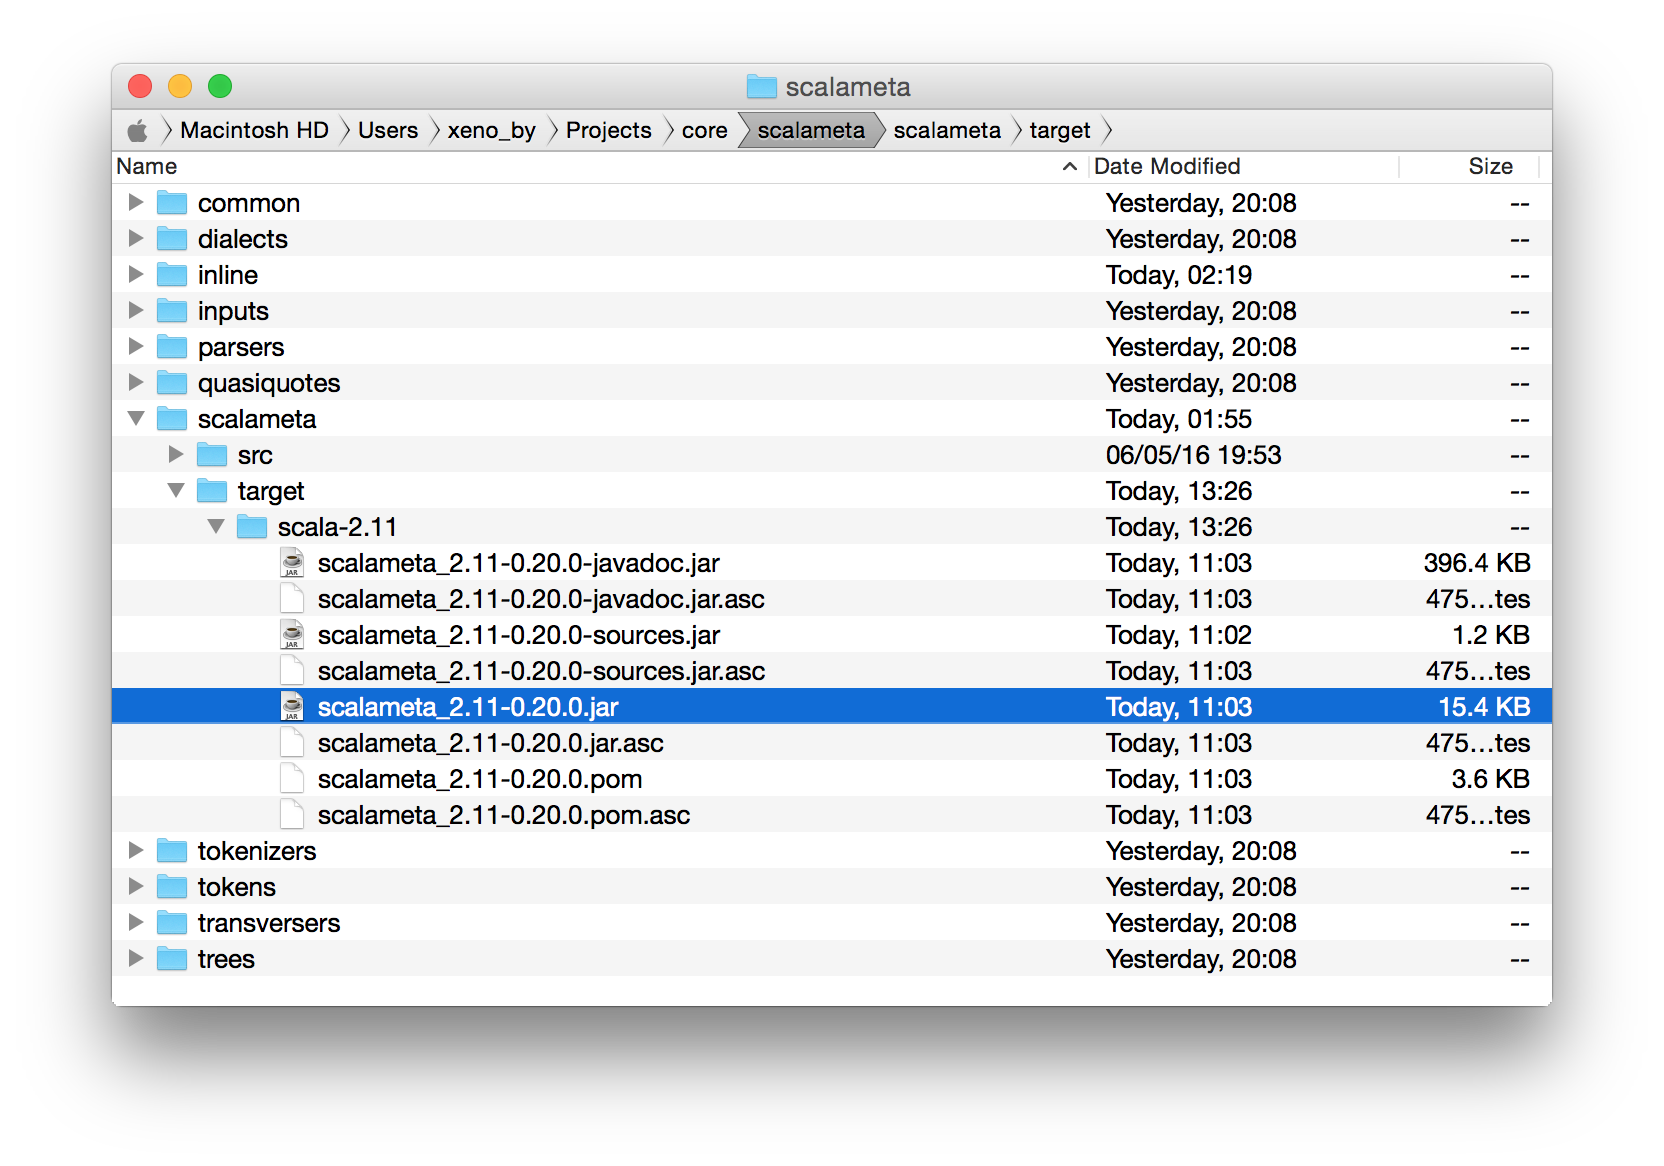 scalameta
Macintosh HD Users xeno_by Projects core scalameta scalameta target
Name Date Modified Size
common Yesterday, 20:08 --
dialects Yesterday, 20:08 --
inline Today, 02:19 --
inputs Yesterday, 20:08 --
parsers Yesterday, 20:08 --
quasiquotes Yesterday, 20:08 --
scalameta Today, 01:55 --
src 06/05/16 19:53 --
target Today, 13:26 --
scala-2.11 Today, 13:26 --
JAR scalameta_2.11-0.20.0-javadoc.jar Today, 11:03 396.4 KB
scalameta_2.11-0.20.0-javadoc.jar.asc Today, 11:03 475...tes
JAR scalameta_2.11-0.20.0-sources.jar Today, 11:02 1.2 KB
scalameta_2.11-0.20.0-sources.jar.asc Today, 11:03 475...tes
JAR scalameta_2.11-0.20.0.jar Today, 11:03 15.4 KB
scalameta_2.11-0.20.0.jar.asc Today, 11:03 475...tes
scalameta_2.11-0.20.0.pom Today, 11:03 3.6 KB
scalameta_2.11-0.20.0.pom.asc Today, 11:03 475...tes
tokenizers Yesterday, 20:08 --
tokens Yesterday, 20:08 --
transversers Yesterday, 20:08 --
trees Yesterday, 20:08 --